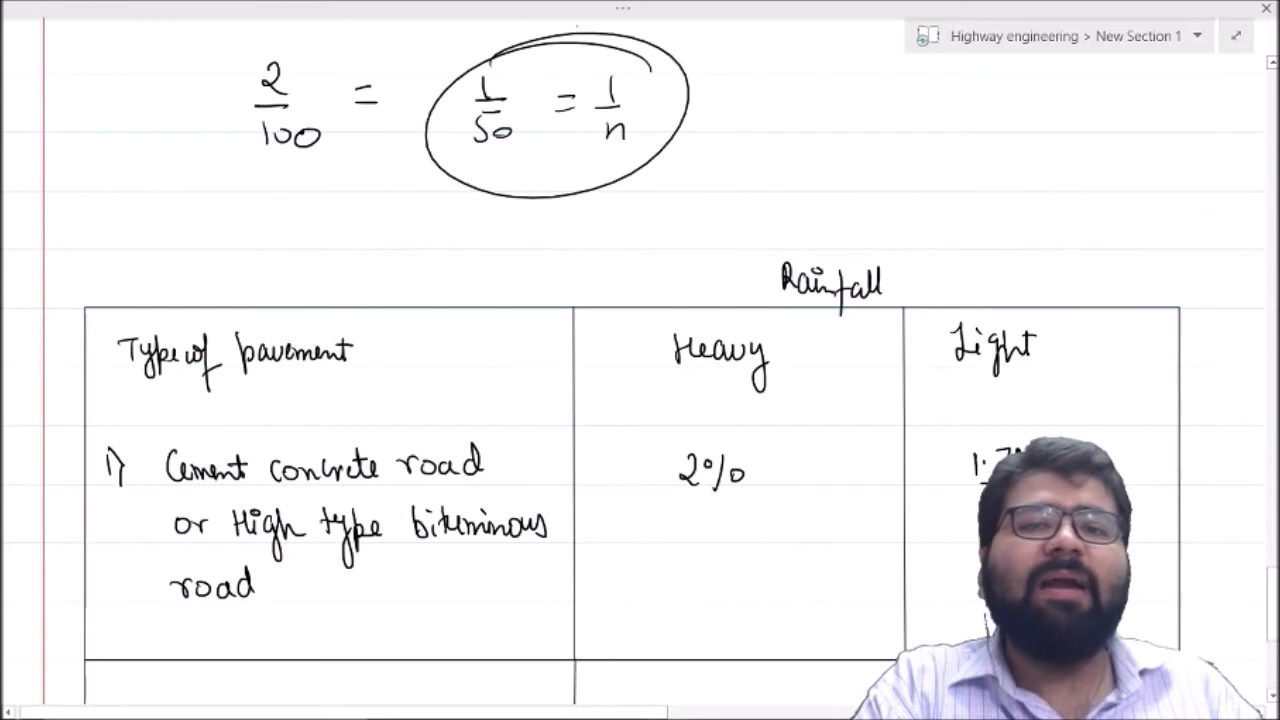 Highway engineering > New Section 1
2/100 = 1/50 = 1/n
Rainfall
Type of pavement Heavy Light
1) Cement concrete road 2%
or High type bituminous
road